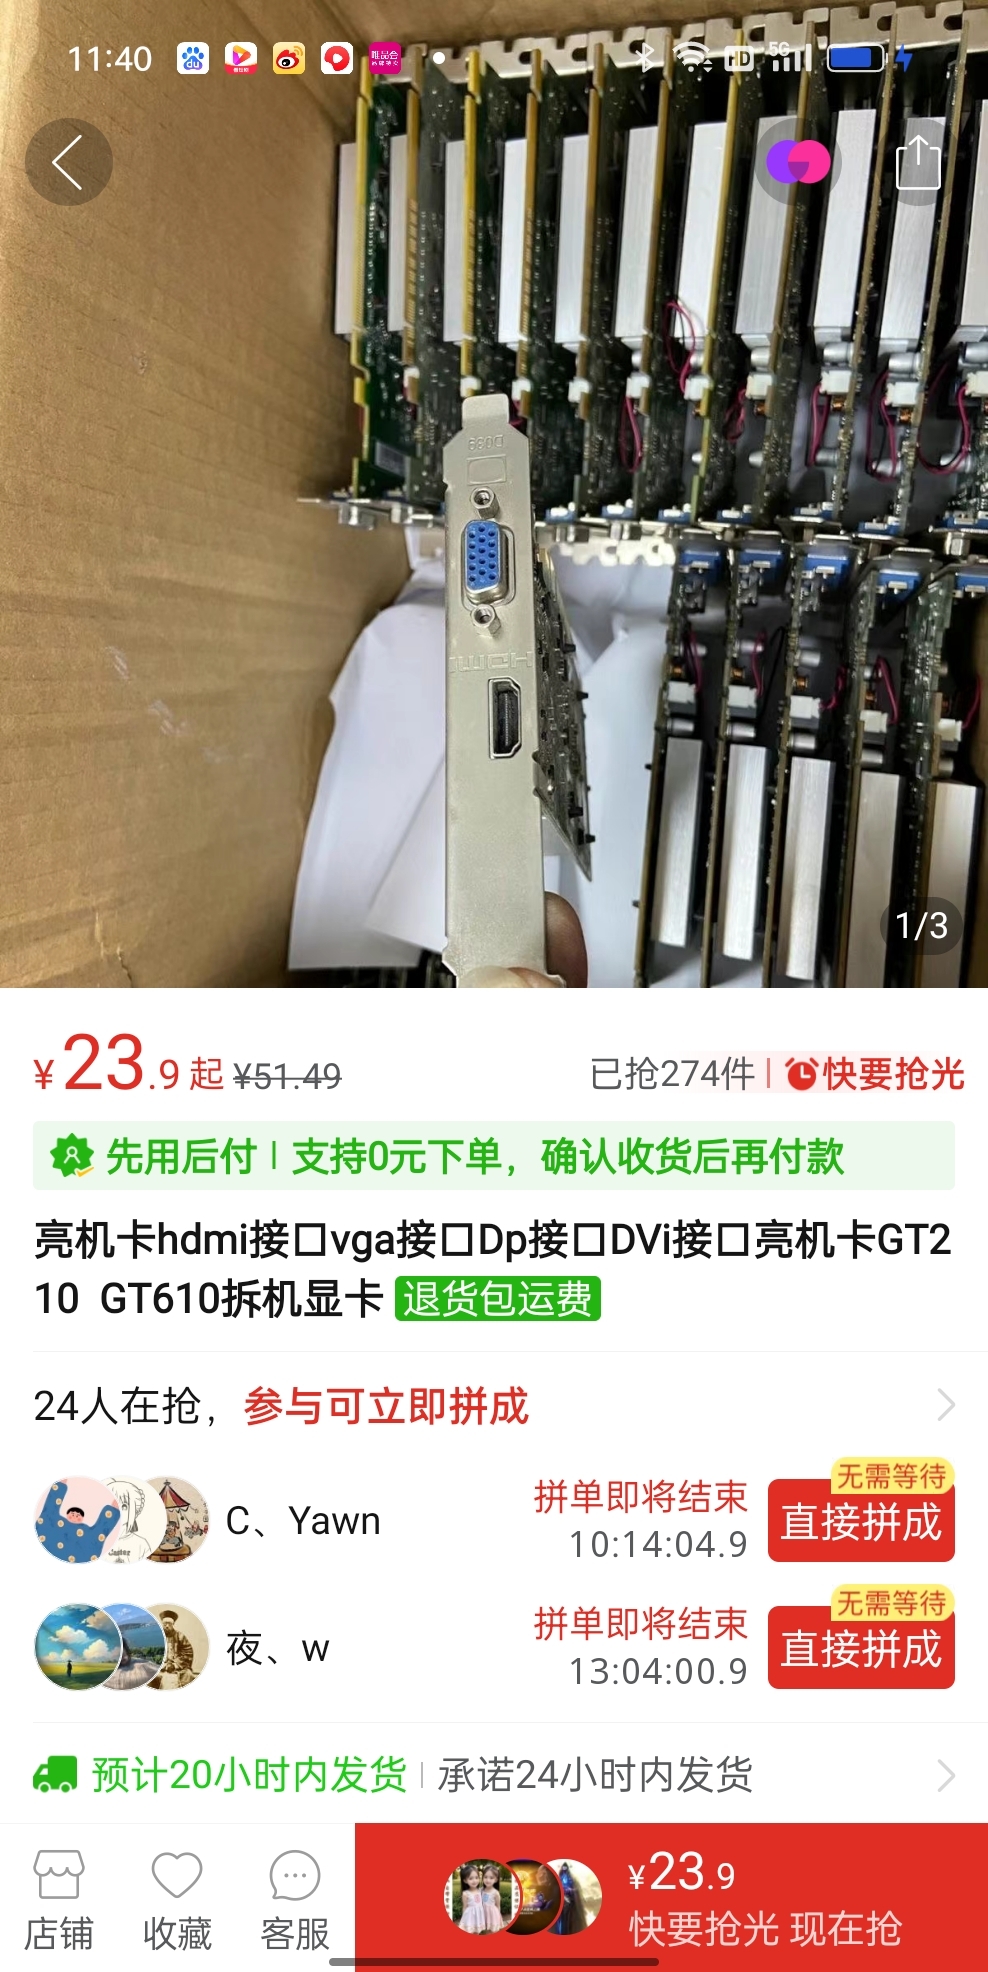 11:40
唯品会
HD 5G
D039
HDMI
1/3
¥23.9起 ¥51.49
已抢274件 快要抢光
先用后付 | 支持0元下单，确认收货后再付款
亮机卡hdmi接口vga接口Dp接口DVi接口亮机卡GT2
10 GT610拆机显卡 退货包运费
24人在抢，参与可立即拼成
C、Yawn
拼单即将结束
10:14:04.9
无需等待
直接拼成
夜、w
拼单即将结束
13:04:00.9
无需等待
直接拼成
预计20小时内发货 | 承诺24小时内发货
店铺
收藏
客服
¥23.9
快要抢光 现在抢